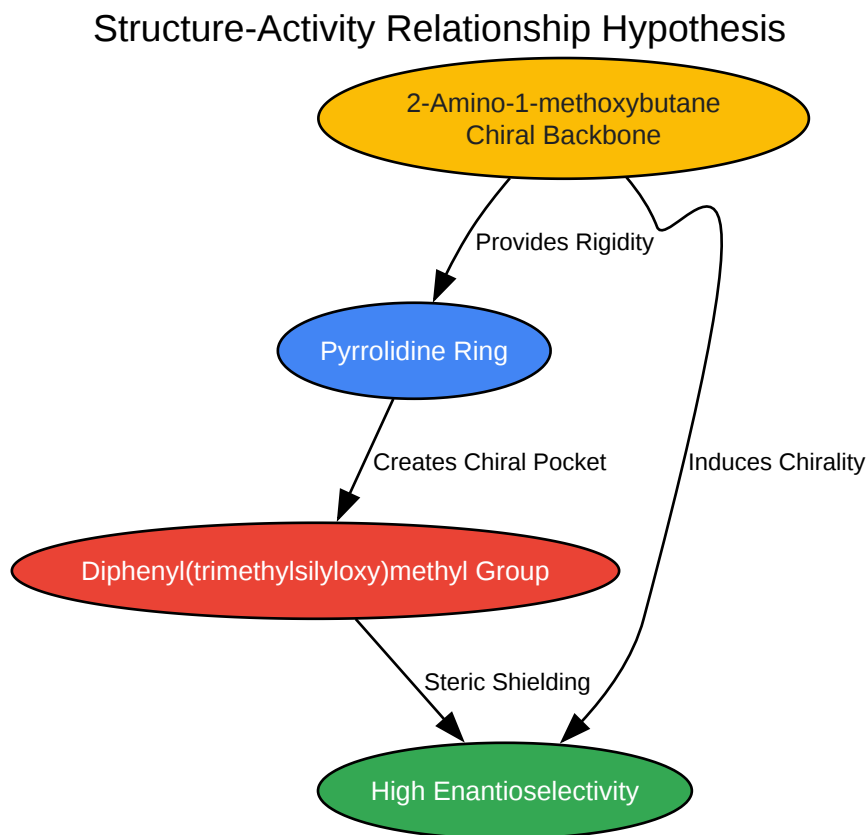 Structure-Activity Relationship Hypothesis
2-Amino-1-methoxybutane
Chiral Backbone
Provides Rigidity
Pyrrolidine Ring
Creates Chiral Pocket
Induces Chirality
Diphenyl(trimethylsilyloxy)methyl Group
Steric Shielding
High Enantioselectivity